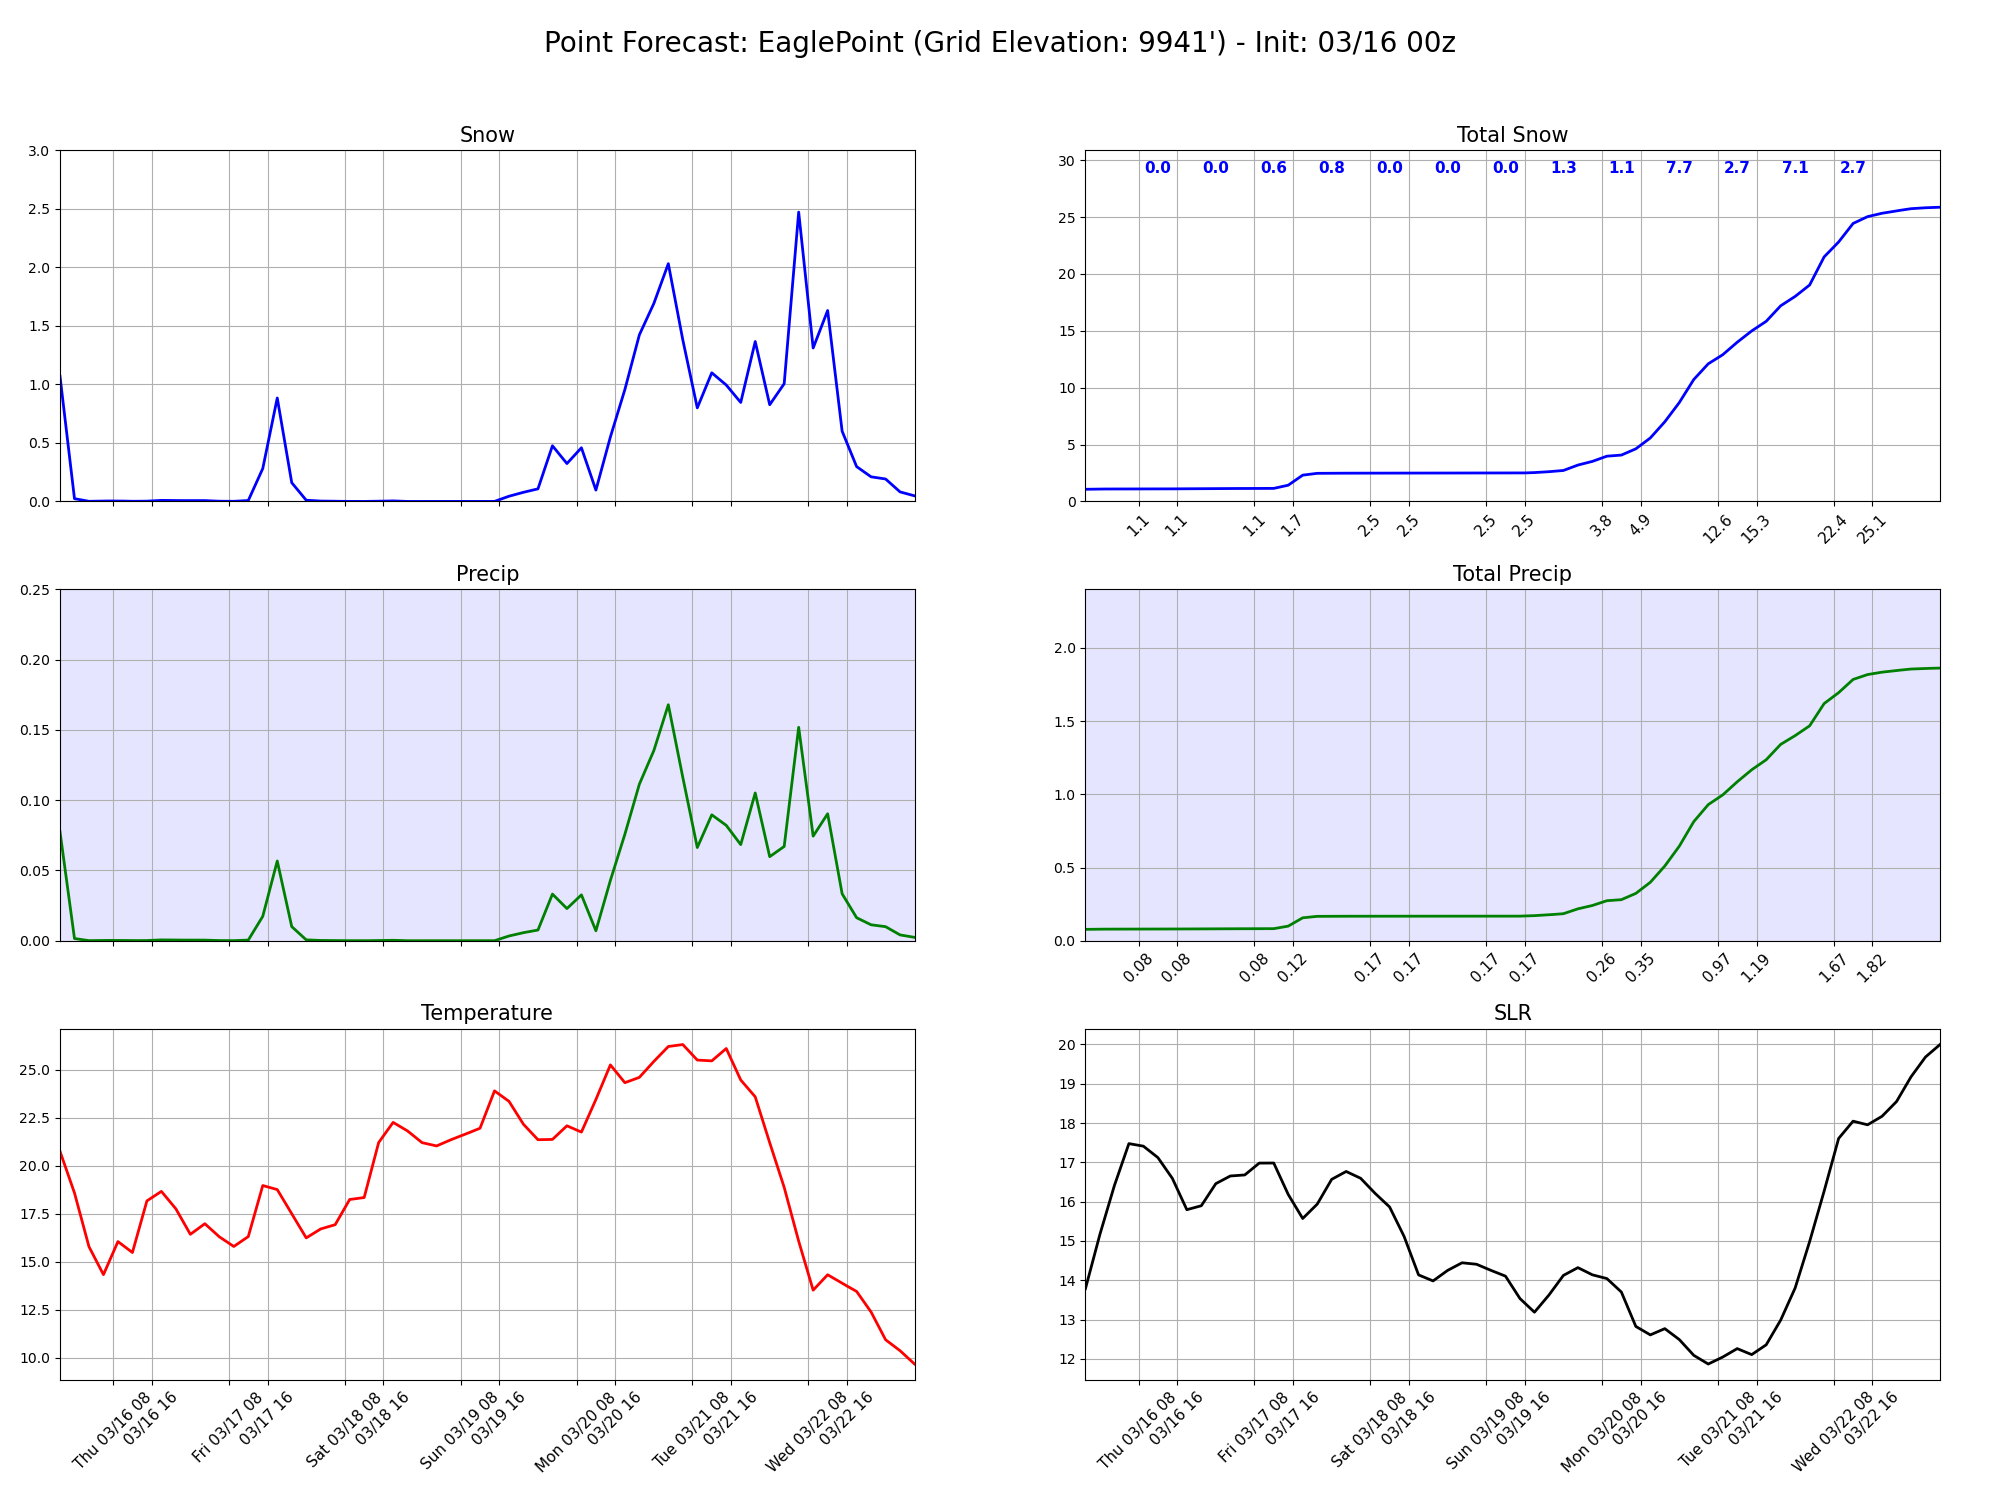 Point Forecast: EaglePoint (Grid Elevation: 9941') - Init: 03/16 00z
Snow
3.0
2.5
2.0
1.5
1.0
0.5
0.0
Total Snow
30
25
20
15
10
5
0
0.0 0.0 0.6 0.8 0.0 0.0 0.0 1.3 1.1 7.7 2.7 7.1 2.7
1.1 1.1 1.1 1.7 2.5 2.5 2.5 2.5 3.8 4.9 12.6 15.3 22.4 25.1
Precip
0.25
0.20
0.15
0.10
0.05
0.00
Total Precip
2.0
1.5
1.0
0.5
0.0
0.08 0.08 0.08 0.12 0.17 0.17 0.17 0.17 0.26 0.35 0.97 1.19 1.67 1.82
Temperature
25.0
22.5
20.0
17.5
15.0
12.5
10.0
Thu 03/16 08
03/16 16
Fri 03/17 08
03/17 16
Sat 03/18 08
03/18 16
Sun 03/19 08
03/19 16
Mon 03/20 08
03/20 16
Tue 03/21 08
03/21 16
Wed 03/22 08
03/22 16
SLR
20
19
18
17
16
15
14
13
12
Thu 03/16 08
03/16 16
Fri 03/17 08
03/17 16
Sat 03/18 08
03/18 16
Sun 03/19 08
03/19 16
Mon 03/20 08
03/20 16
Tue 03/21 08
03/21 16
Wed 03/22 08
03/22 16